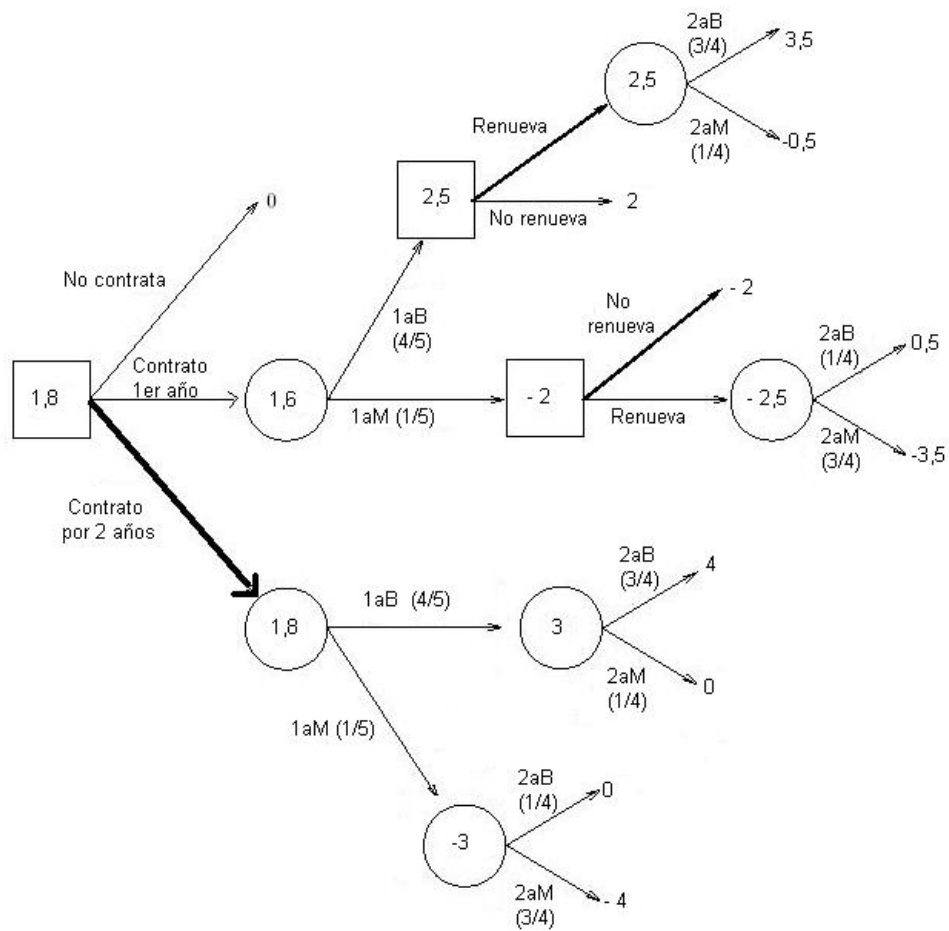 2aB
(3/4)
3,5
2,5
Renueva
2aM
(1/4)
-0,5
2,5
0
No renueva
2
No contrata
1aB
(4/5)
No
renueva
- 2
2aB
(1/4)
0,5
Contrato
1er año
1,8
1,6
1aM (1/5)
- 2
Renueva
- 2,5
2aM
(3/4)
-3,5
Contrato
por 2 años
2aB
(3/4)
4
1aB (4/5)
1,8
3
2aM
(1/4)
0
1aM (1/5)
2aB
(1/4)
0
-3
2aM
(3/4)
- 4